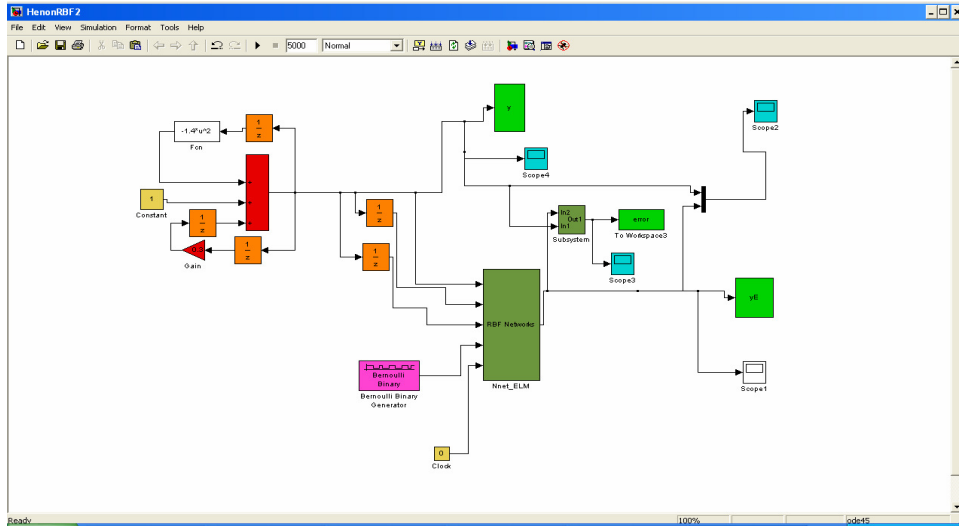 HenonRBF2
File Edit View Simulation Format Tools Help
5000 Normal
y
Scope2
-1.4*u^2
1
z
Fcn
Scope4
1
Constant
1
z
1
z
In2
Out1
In1
error
Subsystem
To Workspace3
1
z
Gain
1
z
Scope3
yE
RBF Networks
Bernoulli
Binary
Bernoulli Binary
Generator
Nnet_ELM
Scope1
0
Clock
Ready
100%
ode45